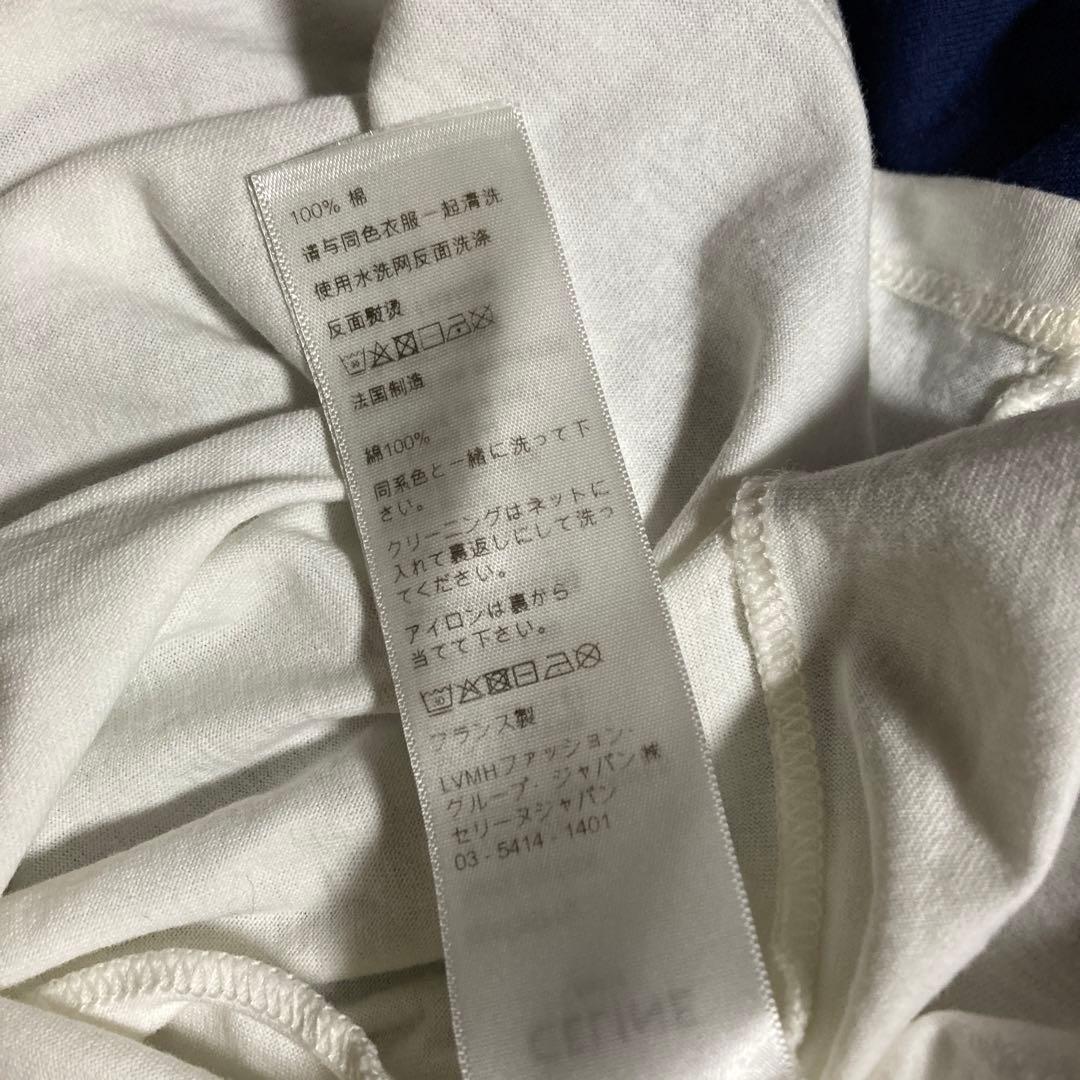 100% 棉
请与同色衣服一起清洗
使用水洗网反面洗涤
反面熨烫
30
法国制造
綿100%
同系色と一緒に洗って下
さい。
クリーニングはネットに
入れて裏返しにして洗っ
てください。
アイロンは裏から
当てて下さい。
30
フランス製
LVMHファッション・
グループ・ジャパン㈱
セリーヌジャパン
03 - 5414 - 1401
CELINE